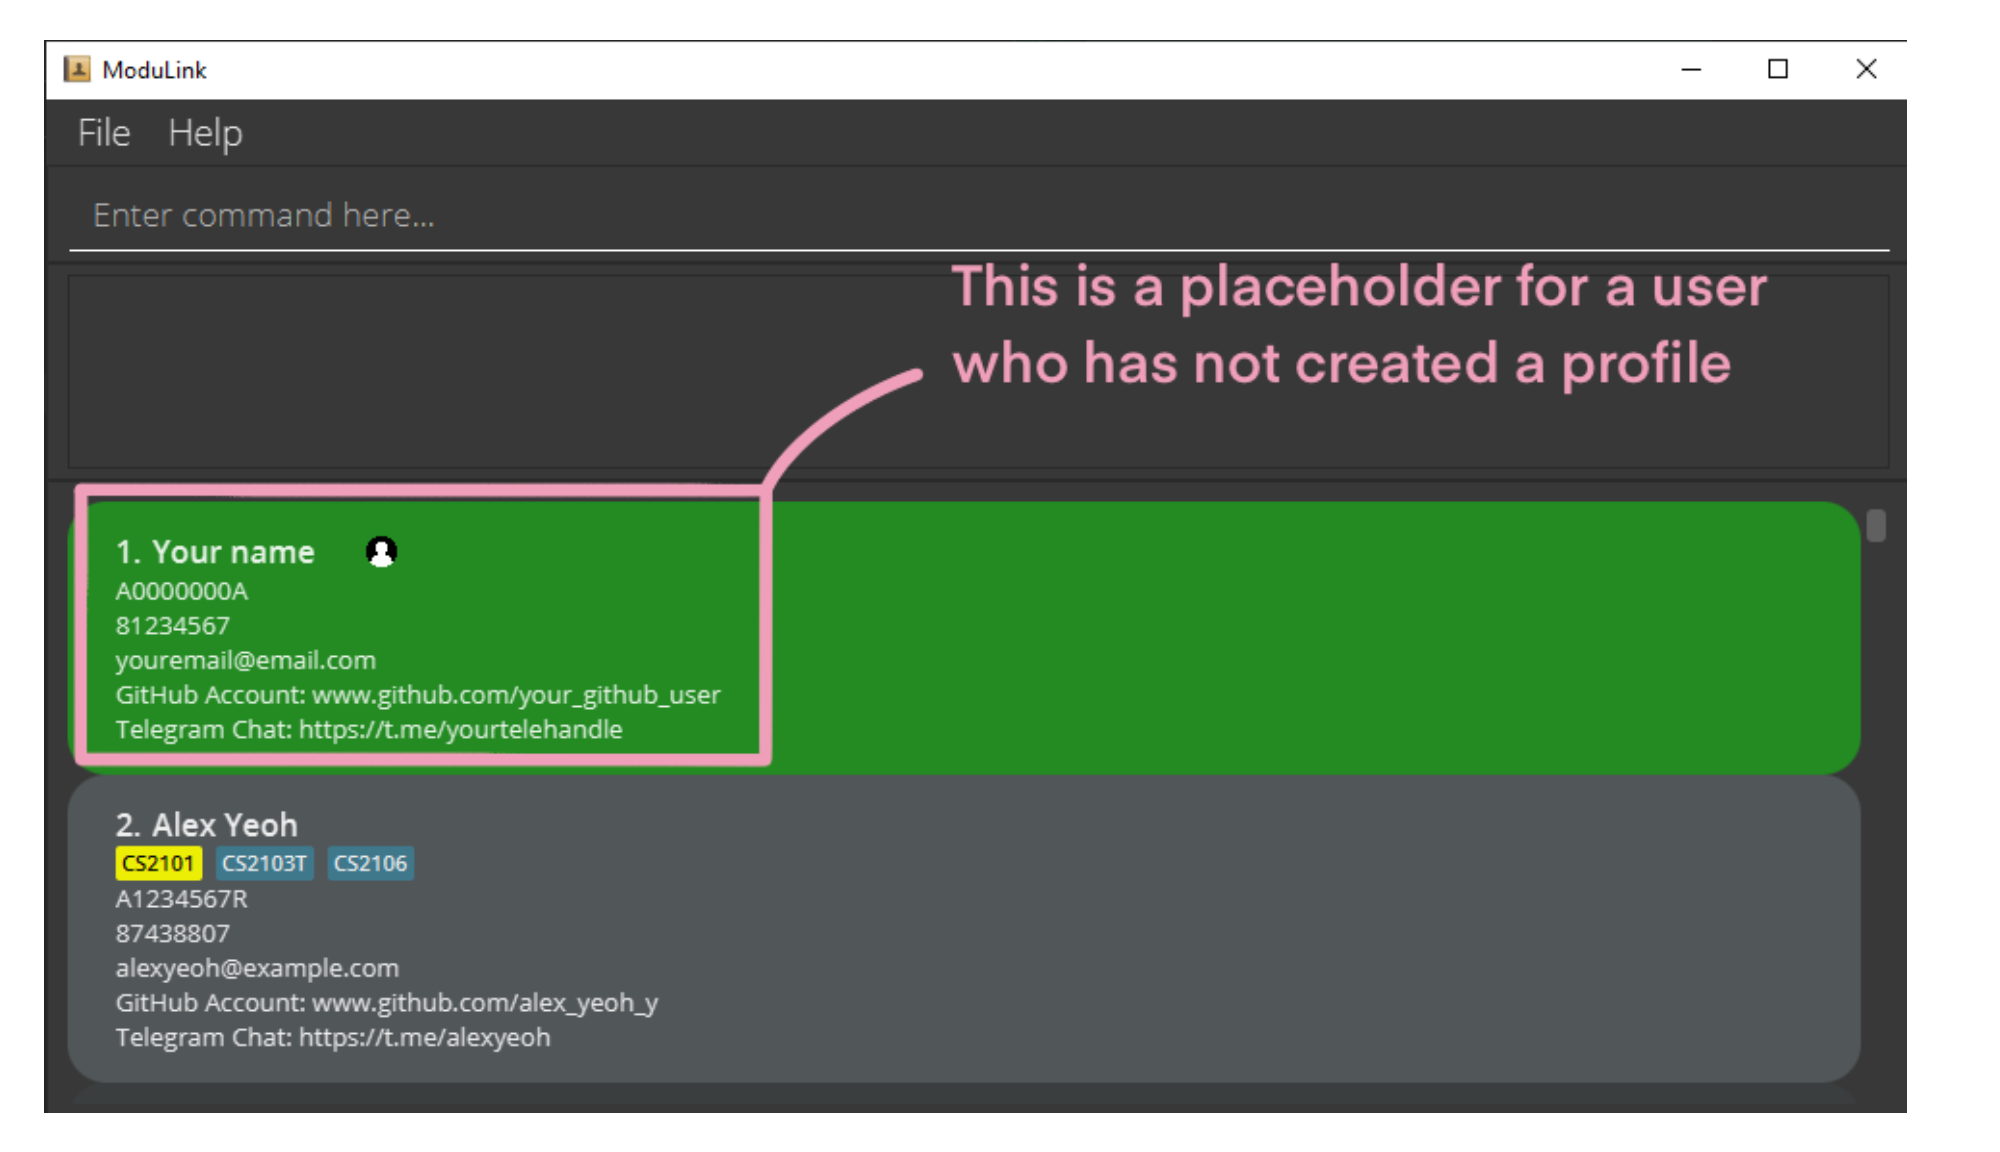 ModuLink
File Help
Enter command here...
This is a placeholder for a user
who has not created a profile
1. Your name
A0000000A
81234567
youremail@email.com
GitHub Account: www.github.com/your_github_user
Telegram Chat: https://t.me/yourtelehandle
2. Alex Yeoh
CS2101 CS2103T CS2106
A1234567R
87438807
alexyeoh@example.com
GitHub Account: www.github.com/alex_yeoh_y
Telegram Chat: https://t.me/alexyeoh